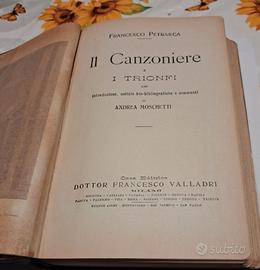 FRANCESCO PETRARCA
Il Canzoniere
E
I TRIONFI
CON
introduzione, notizie bio-bibliografiche e commenti
DI
ANDREA MOSCHETTI
Casa Editrice
DOTTOR FRANCESCO VALLARDI
MILANO
subito